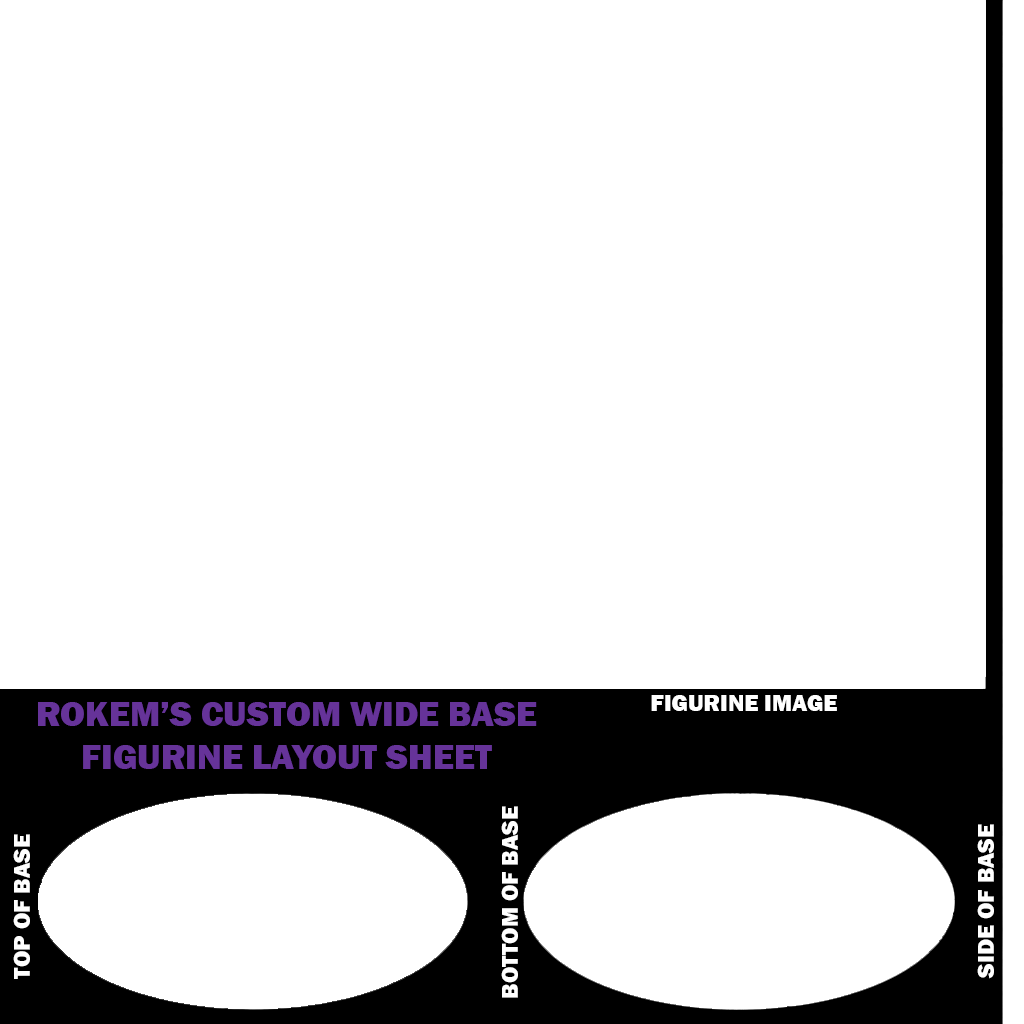 ROKEM’S CUSTOM WIDE BASE
FIGURINE LAYOUT SHEET
FIGURINE IMAGE
TOP OF BASE
BOTTOM OF BASE
SIDE OF BASE